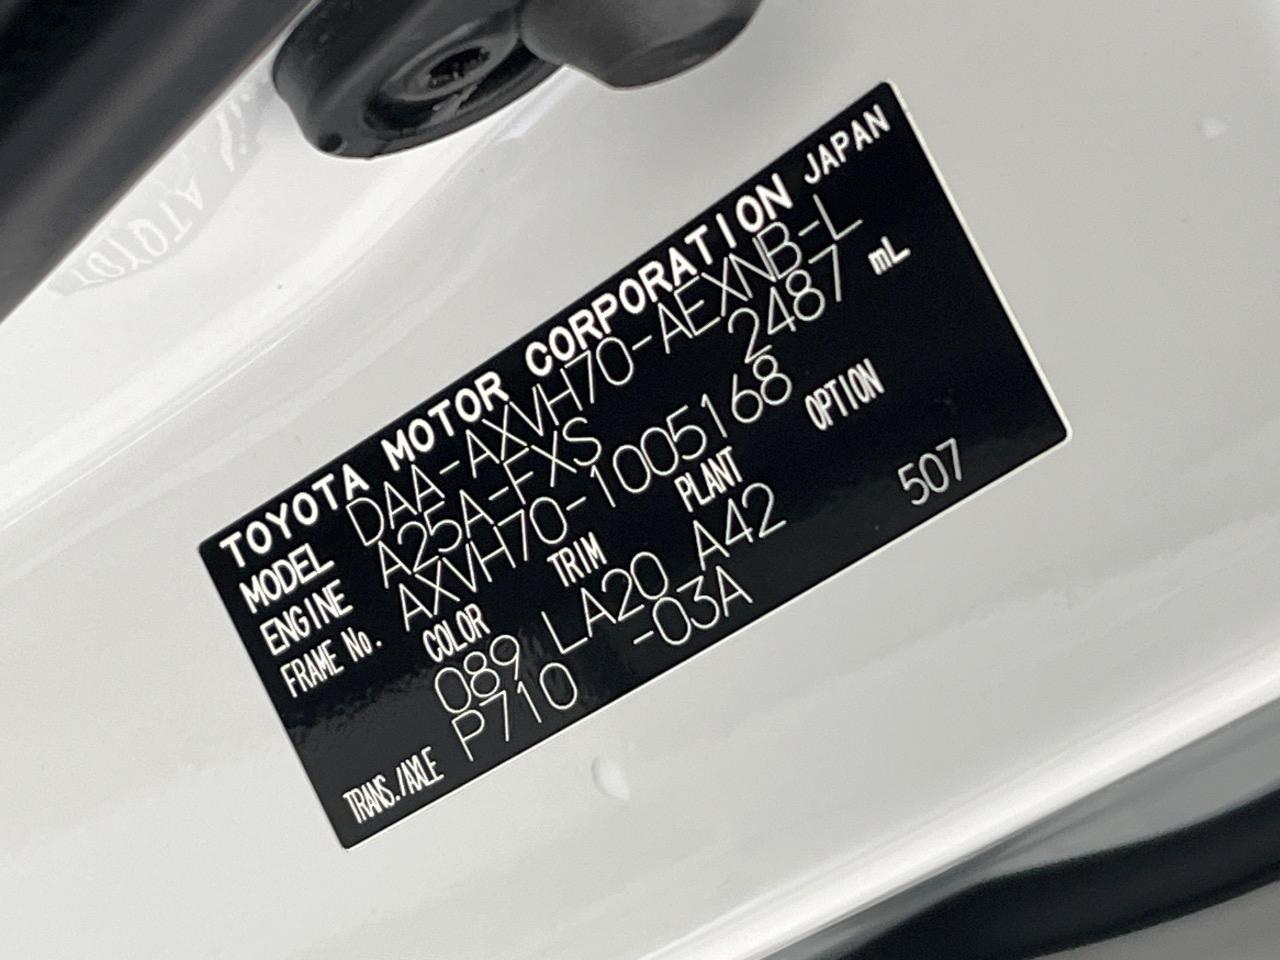 TOYOTA MOTOR CORPORATION JAPAN
MODEL DAA-AXVH70-AEXNB-L
ENGINE A25A-FXS 2487 mL
FRAME No. AXVH70-1005168
COLOR TRIM PLANT OPTION
089 LA20 A42 507
TRANS./AXLE P710 -03A